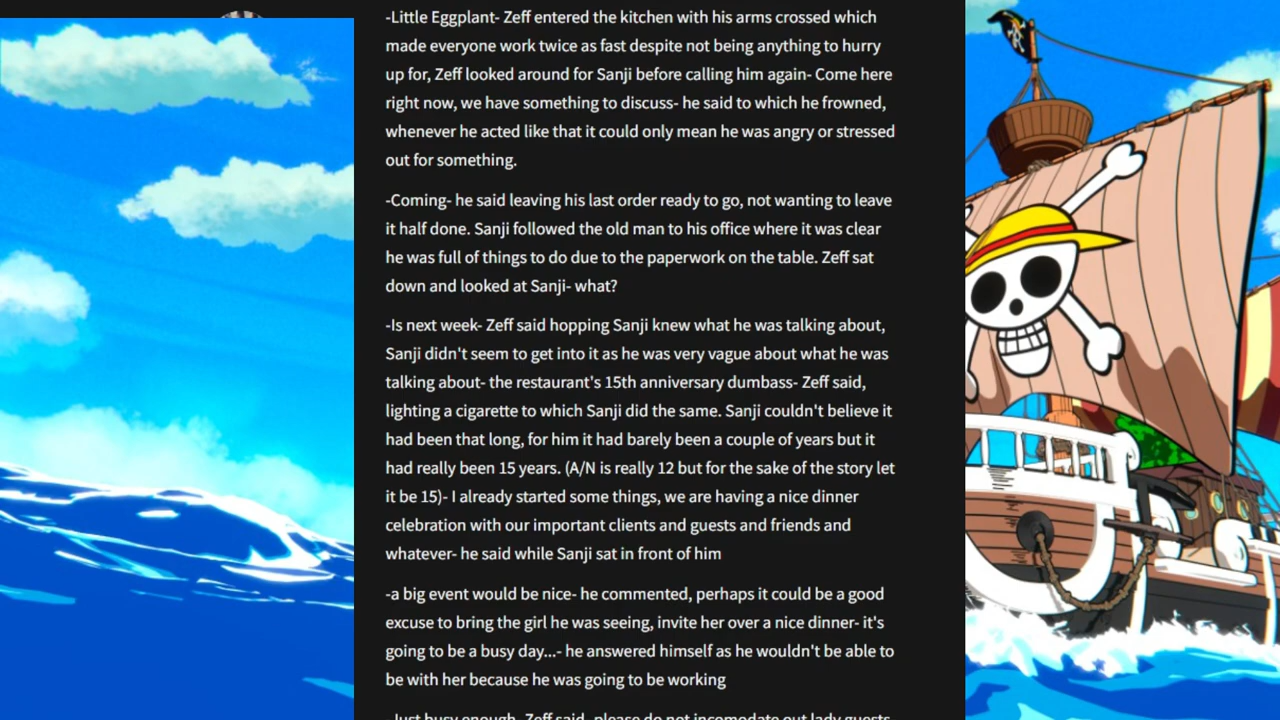 -Little Eggplant- Zeff entered the kitchen with his arms crossed which
made everyone work twice as fast despite not being anything to hurry
up for, Zeff looked around for Sanji before calling him again- Come here
right now, we have something to discuss- he said to which he frowned,
whenever he acted like that it could only mean he was angry or stressed
out for something.
-Coming- he said leaving his last order ready to go, not wanting to leave
it half done. Sanji followed the old man to his office where it was clear
he was full of things to do due to the paperwork on the table. Zeff sat
down and looked at Sanji- what?
-Is next week- Zeff said hopping Sanji knew what he was talking about,
Sanji didn't seem to get into it as he was very vague about what he was
talking about- the restaurant's 15th anniversary dumbass- Zeff said,
lighting a cigarette to which Sanji did the same. Sanji couldn't believe it
had been that long, for him it had barely been a couple of years but it
had really been 15 years. (A/N is really 12 but for the sake of the story let
it be 15)- I already started some things, we are having a nice dinner
celebration with our important clients and guests and friends and
whatever- he said while Sanji sat in front of him
-a big event would be nice- he commented, perhaps it could be a good
excuse to bring the girl he was seeing, invite her over a nice dinner- it's
going to be a busy day...- he answered himself as he wouldn't be able to
be with her because he was going to be working
-Just busy enough- Zeff said- please do not incomodate out lady guests